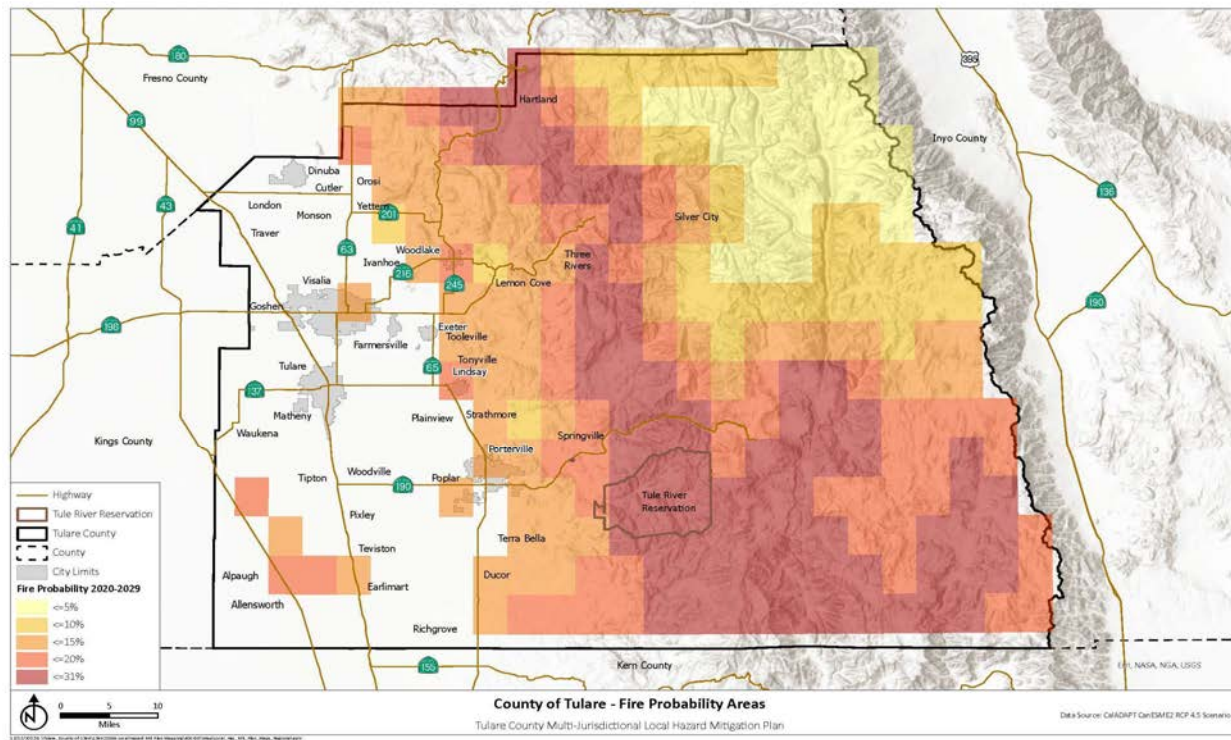 180
Fresno County
395
Hartland
99
Inyo County
Dinuba
Orosi
Cutler
136
43
London
Yettem
201
Monson
Silver City
41
Traver
63
Woodlake
Ivanhoe
216
Three
Rivers
245
Lemon Cove
Visalia
190
Goshen
198
Exeter
Tooleville
Farmersville
Tonyville
65
Lindsay
Tulare
137
Matheny
Plainview
Strathmore
Waukena
Springville
Kings County
Porterville
Woodville
Tipton
190
Poplar
Tule River
Reservation
Pixley
Terra Bella
Teviston
Alpaugh
Earlimart
Ducor
Allensworth
Richgrove
155
Kern County
Highway
Tule River Reservation
Tulare County
County
City Limits
Fire Probability 2020-2029
<=5%
<=10%
<=15%
<=20%
<=31%
Esri, NASA, NGA, USGS
N
0 5 10
Miles
County of Tulare - Fire Probability Areas
Tulare County Multi-Jurisdictional Local Hazard Mitigation Plan
Data Source: CalADAPT CanESME2 RCP 4.5 Scenario